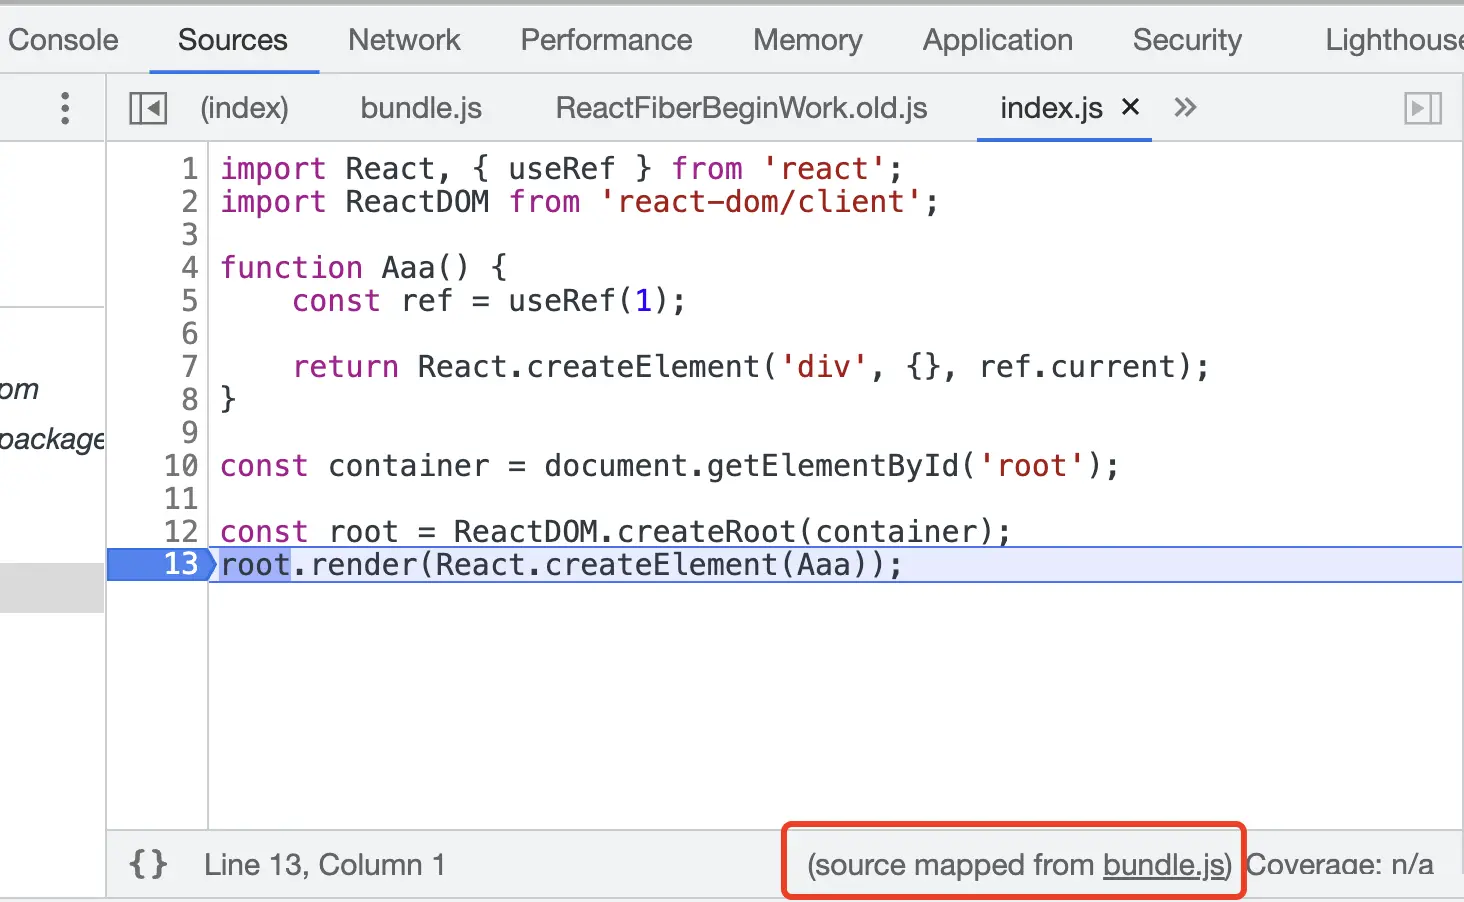 Console Sources Network Performance Memory Application Security Lighthouse
(index) bundle.js ReactFiberBeginWork.old.js index.js ✕ »
pm
package
1 import React, { useRef } from 'react';
2 import ReactDOM from 'react-dom/client';
3
4 function Aaa() {
5     const ref = useRef(1);
6
7     return React.createElement('div', {}, ref.current);
8 }
9
10 const container = document.getElementById('root');
11
12 const root = ReactDOM.createRoot(container);
13 root.render(React.createElement(Aaa));
{} Line 13, Column 1 (source mapped from bundle.js) Coverage: n/a